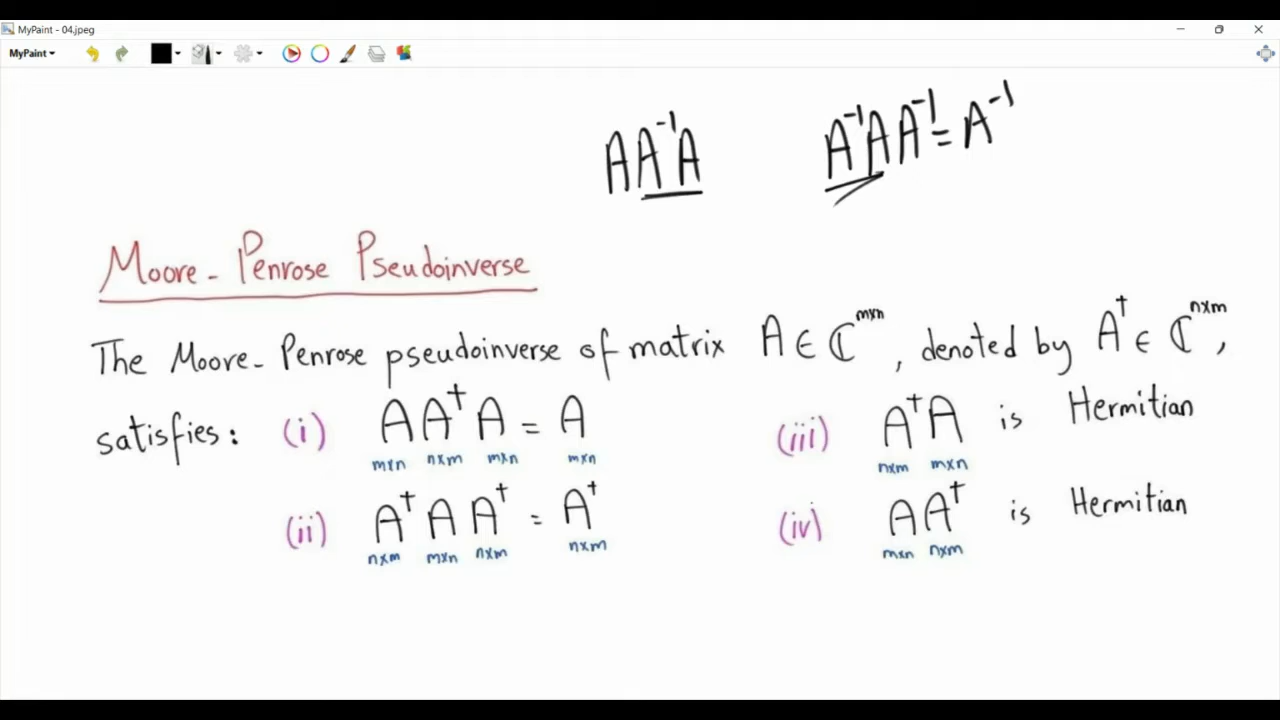 MyPaint - 04.jpeg
MyPaint
AA⁻¹A A⁻¹AA⁻¹ = A⁻¹
Moore-Penrose Pseudoinverse
The Moore-Penrose pseudoinverse of matrix A ∈ ℂᵐˣⁿ, denoted by A† ∈ ℂⁿˣᵐ,
satisfies: (i) AA†A = A (iii) A†A is Hermitian
mxn nxm mxn mxn nxm mxn
(ii) A†AA† = A† (iv) AA† is Hermitian
nxm mxn nxm nxm mxn nxm